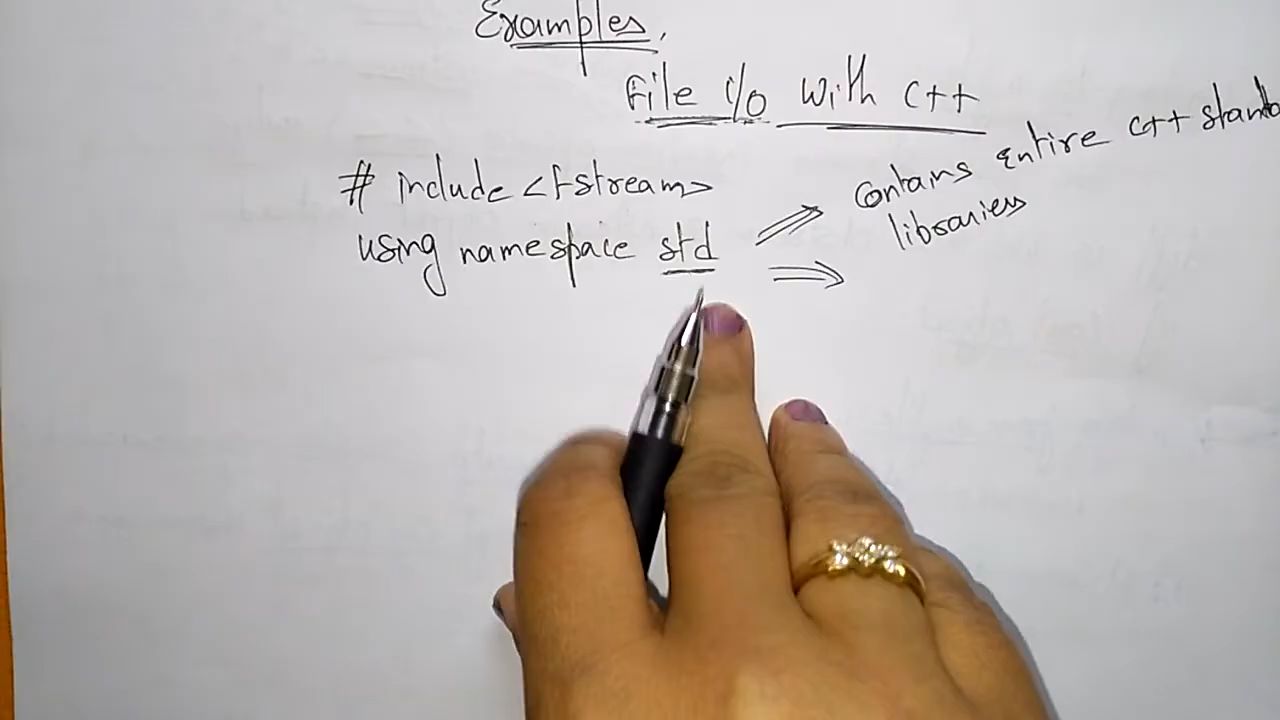 Examples.
File i/o with c++
# include <fstream>
using namespace std
=> contains entire c++ stand
libraries
=>